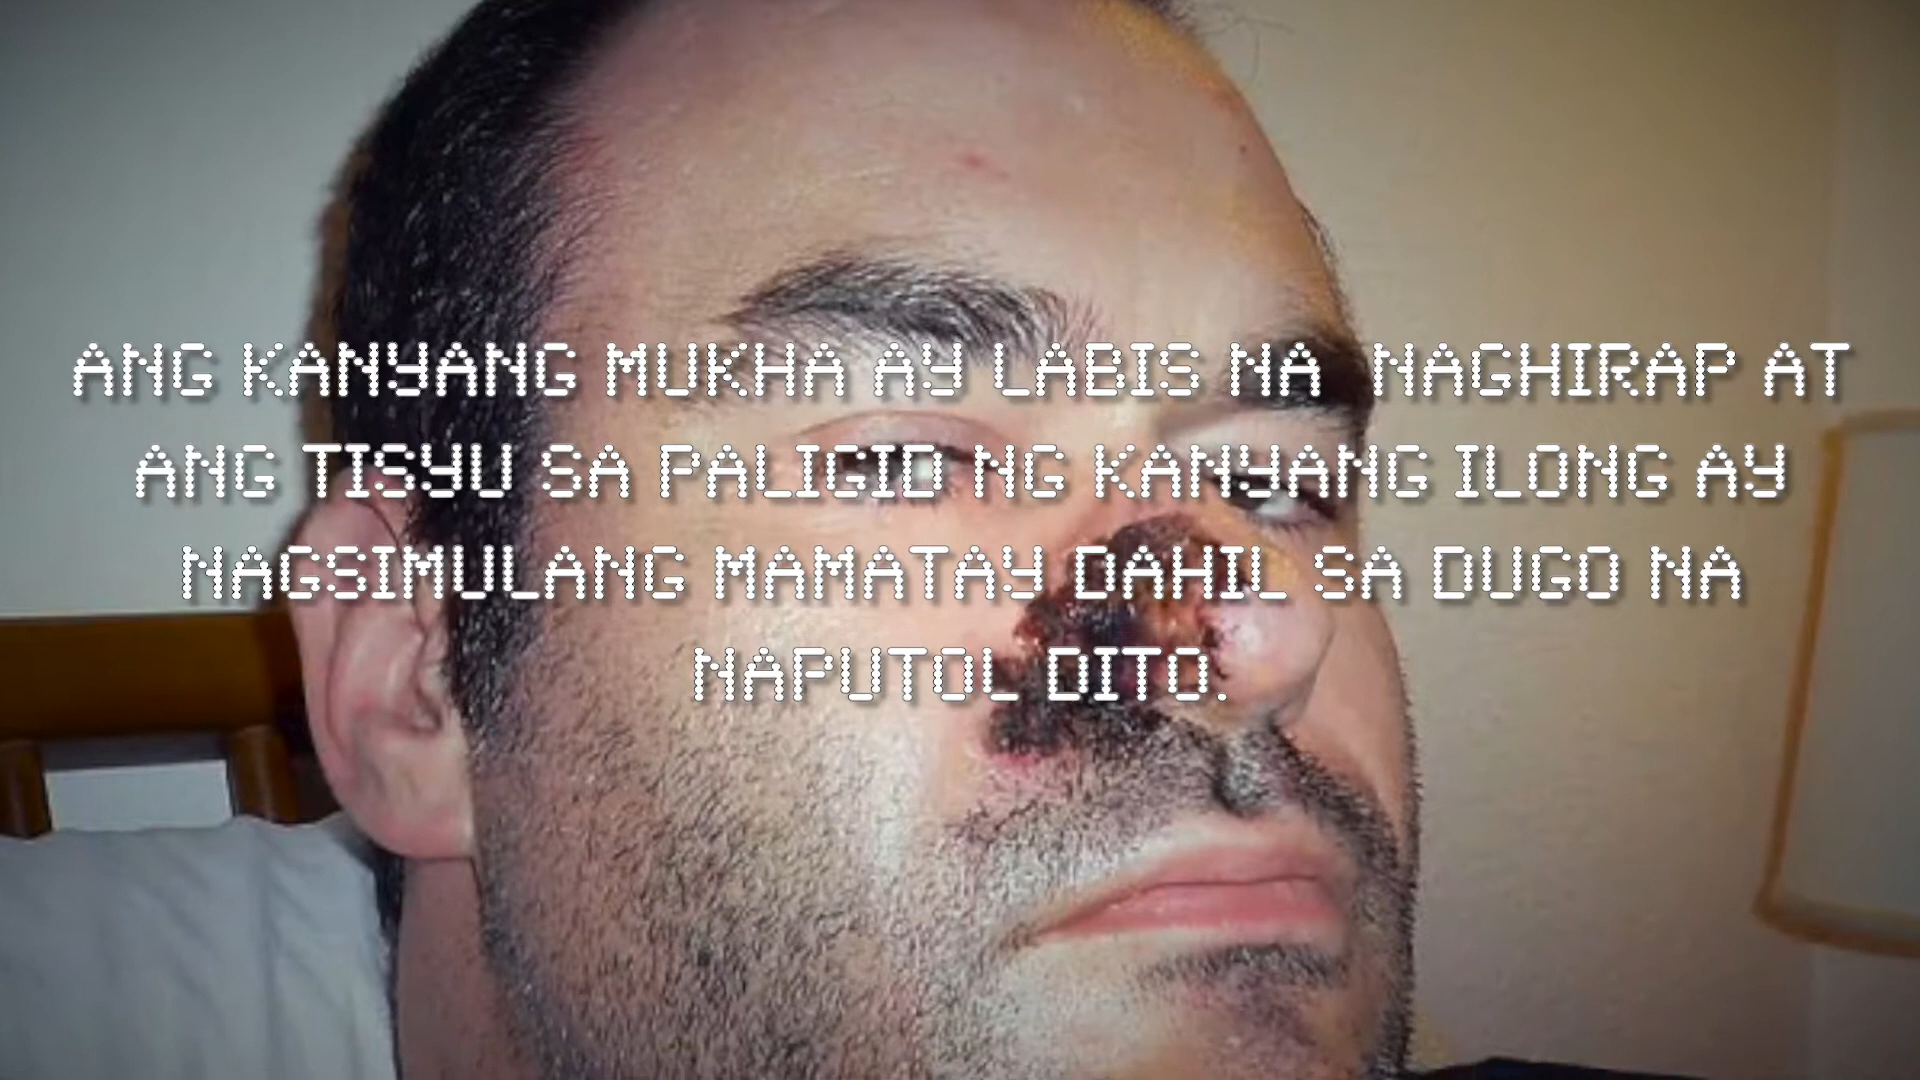 ANG KANYANG MUKHA AY LABIS NA NAGHIRAP AT
ANG TISYU SA PALIGID NG KANYANG ILONG AY
NAGSIMULANG MAMATAY DAHIL SA DUGO NA
NAPUTOL DITO.